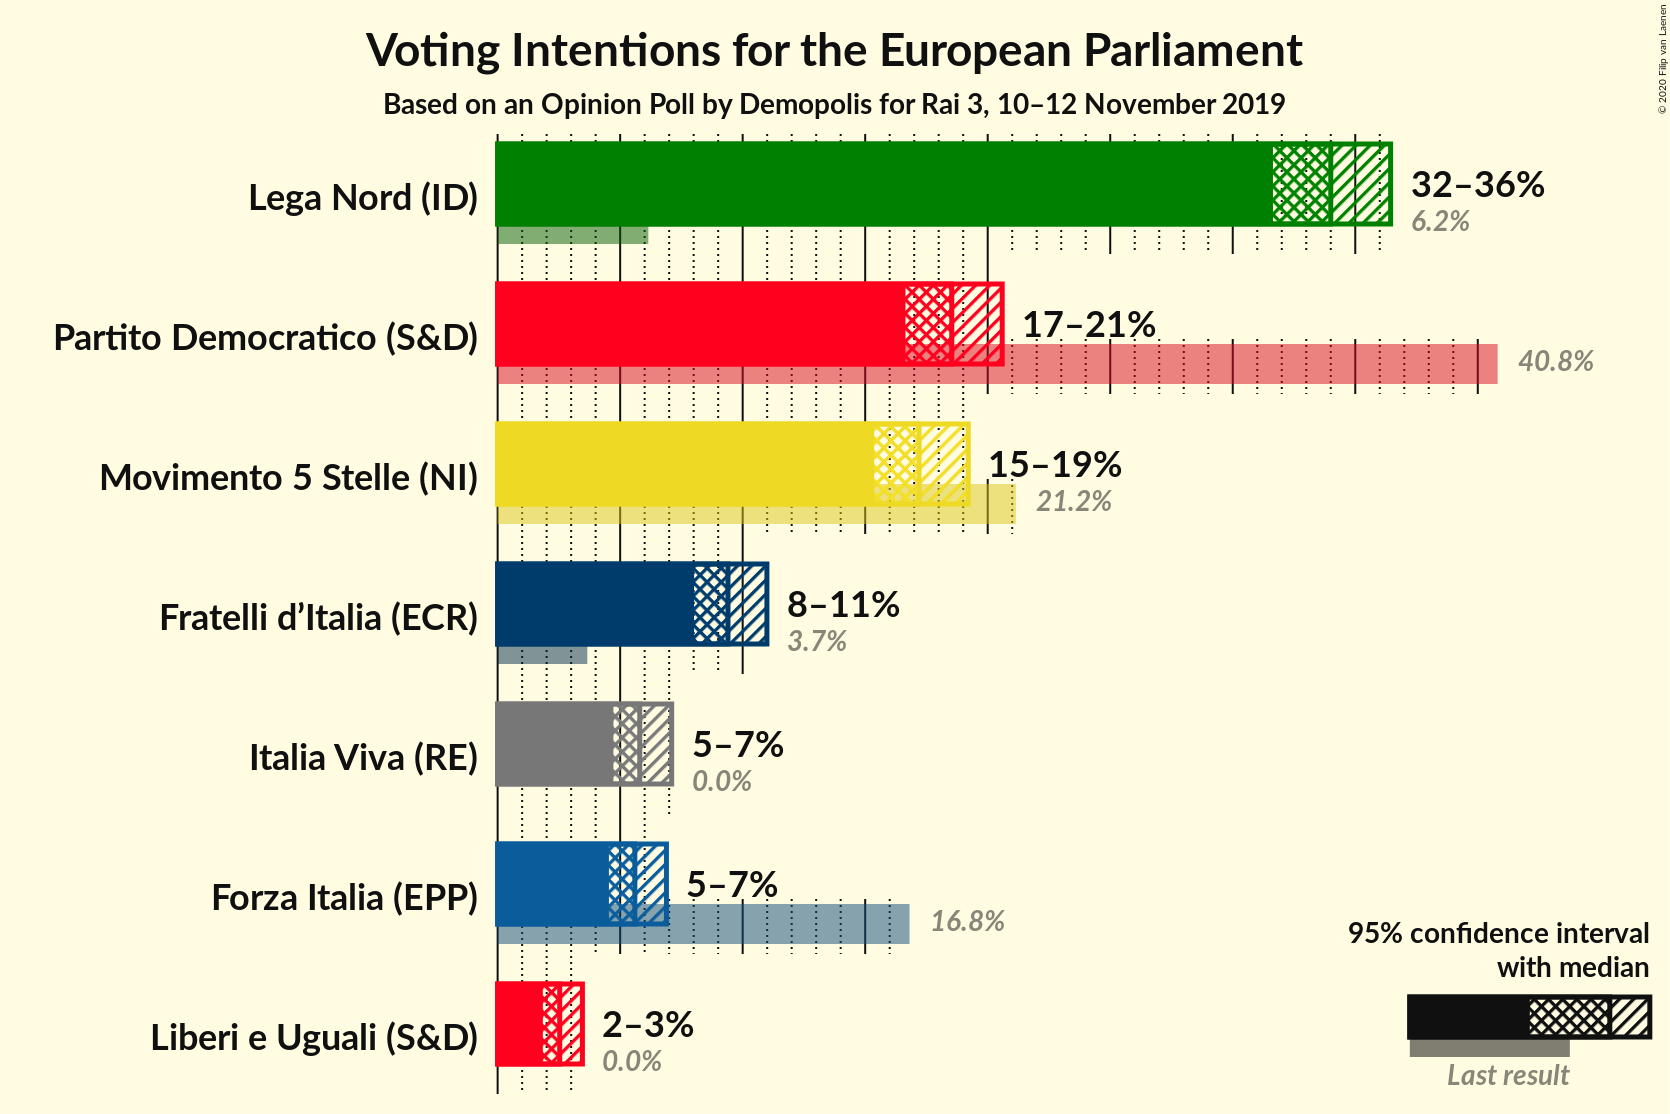 Voting Intentions for the European Parliament
Based on an Opinion Poll by Demopolis for Rai 3, 10–12 November 2019
© 2020 Filip van Laenen
Lega Nord (ID)
32–36%
6.2%
Partito Democratico (S&D)
17–21%
40.8%
Movimento 5 Stelle (NI)
15–19%
21.2%
Fratelli d’Italia (ECR)
8–11%
3.7%
Italia Viva (RE)
5–7%
0.0%
Forza Italia (EPP)
5–7%
16.8%
Liberi e Uguali (S&D)
2–3%
0.0%
95% confidence interval
with median
Last result